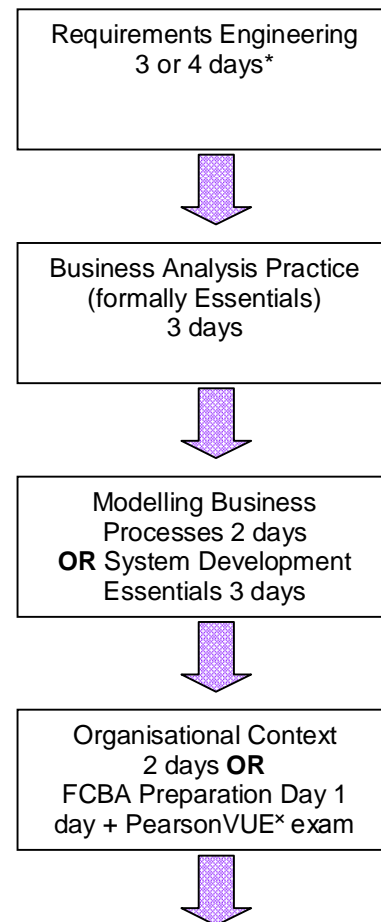 Requirements Engineering
3 or 4 days*
Business Analysis Practice
(formally Essentials)
3 days
Modelling Business
Processes 2 days
OR System Development
Essentials 3 days
Organisational Context
2 days OR
FCBA Preparation Day 1
day + PearsonVUEˣ exam